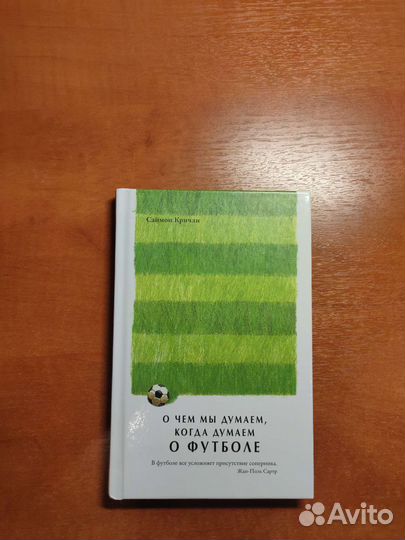 Саймон Кричли
О ЧЕМ МЫ ДУМАЕМ,
КОГДА ДУМАЕМ
О ФУТБОЛЕ
В футболе все усложняет присутствие соперника.
Жан-Поль Сартр
Avito